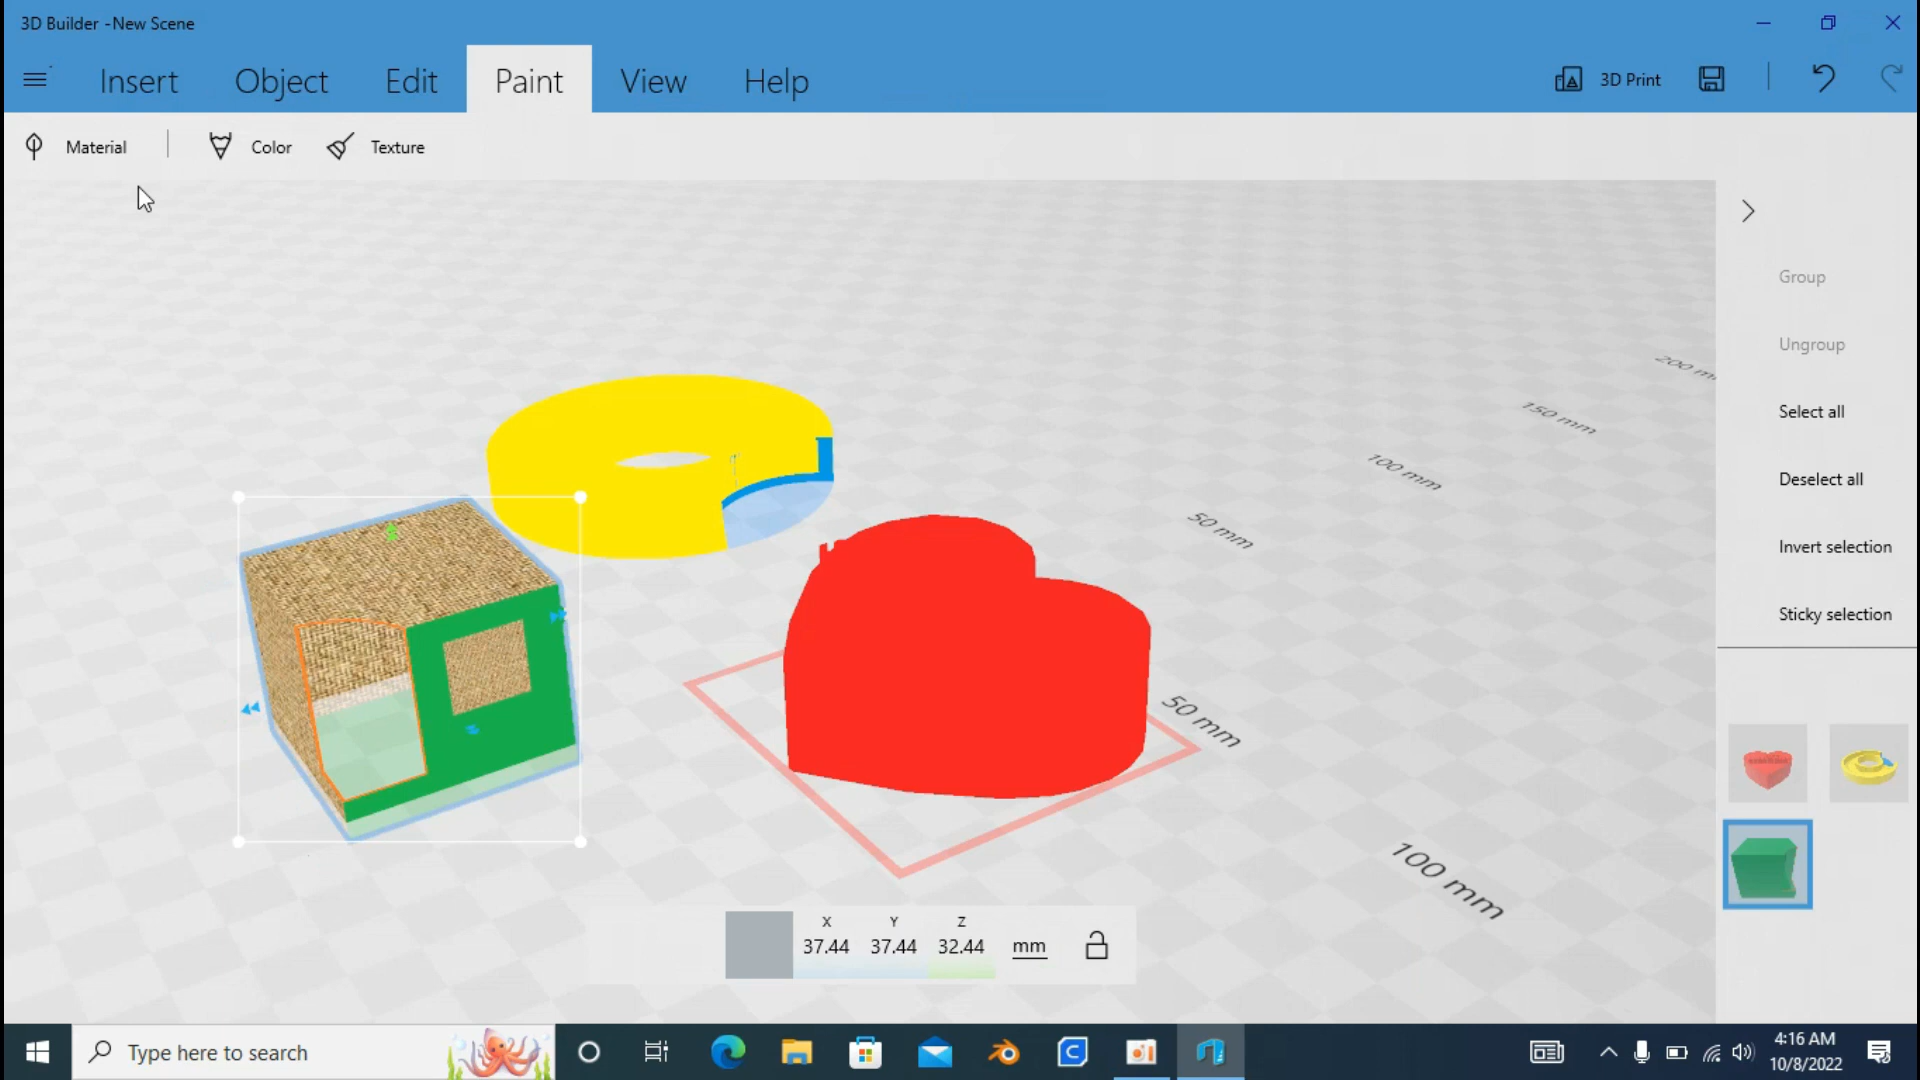 3D Builder -New Scene
Insert Object Edit Paint View Help
3D Print
Material Color Texture
Group
Ungroup
Select all
Deselect all
Invert selection
Sticky selection
200 m
150 mm
100 mm
50 mm
50 mm
100 mm
X Y Z
37.44 37.44 32.44 mm
Type here to search
4:16 AM
10/8/2022